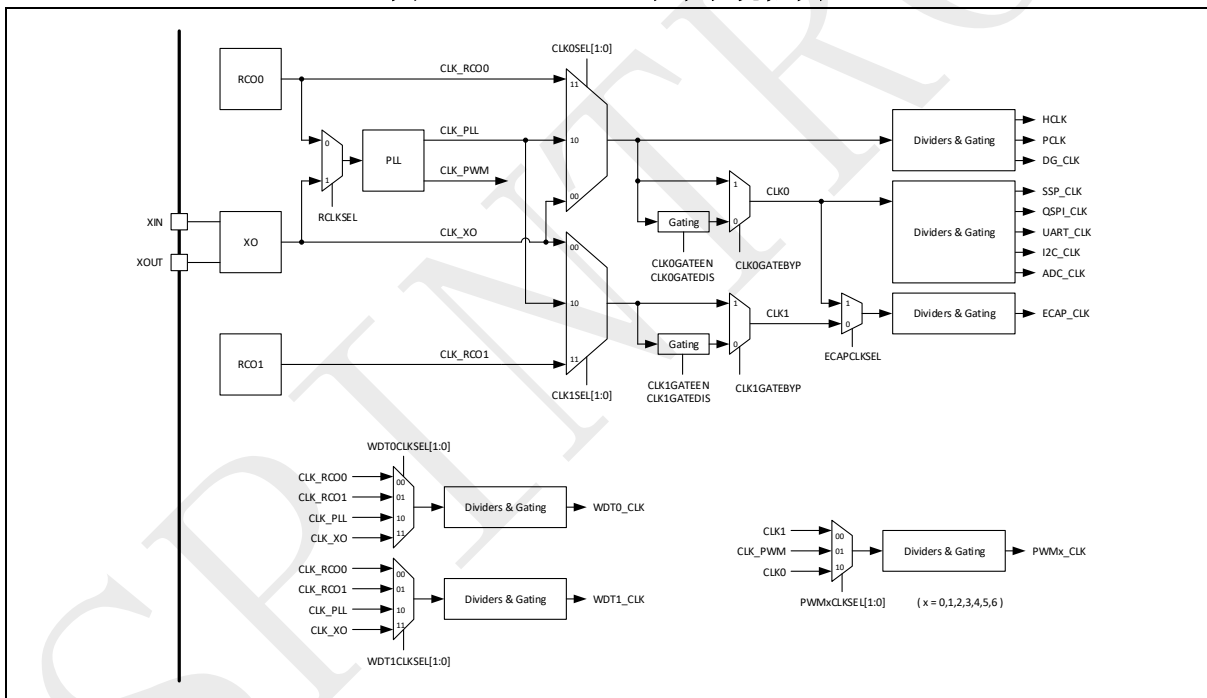 CLK0SEL[1:0]
RCO0
CLK_RCO0
11
HCLK
CLK_PLL
Dividers & Gating
PCLK
0
10
PLL
DG_CLK
1
CLK_PWM
1
CLK0
SSP_CLK
00
RCLKSEL
Gating
0
QSPI_CLK
XIN
XO
CLK_XO
Dividers & Gating
UART_CLK
00
CLK0GATEEN
CLK0GATEBYP
I2C_CLK
XOUT
CLK0GATEDIS
ADC_CLK
10
1
CLK1
1
Dividers & Gating
ECAP_CLK
0
Gating
0
CLK_RCO1
RCO1
11
ECAPCLKSEL
CLK1GATEEN
CLK1GATEBYP
CLK1SEL[1:0]
CLK1GATEDIS
WDT0CLKSEL[1:0]
CLK_RCO0
00
CLK_RCO1
01
Dividers & Gating
WDT0_CLK
CLK_PLL
10
CLK_XO
11
CLK1
00
CLK_PWM
01
Dividers & Gating
PWMx_CLK
CLK0
10
PWMxCLKSEL[1:0]
( x = 0,1,2,3,4,5,6 )
CLK_RCO0
00
CLK_RCO1
01
Dividers & Gating
WDT1_CLK
CLK_PLL
10
CLK_XO
11
WDT1CLKSEL[1:0]